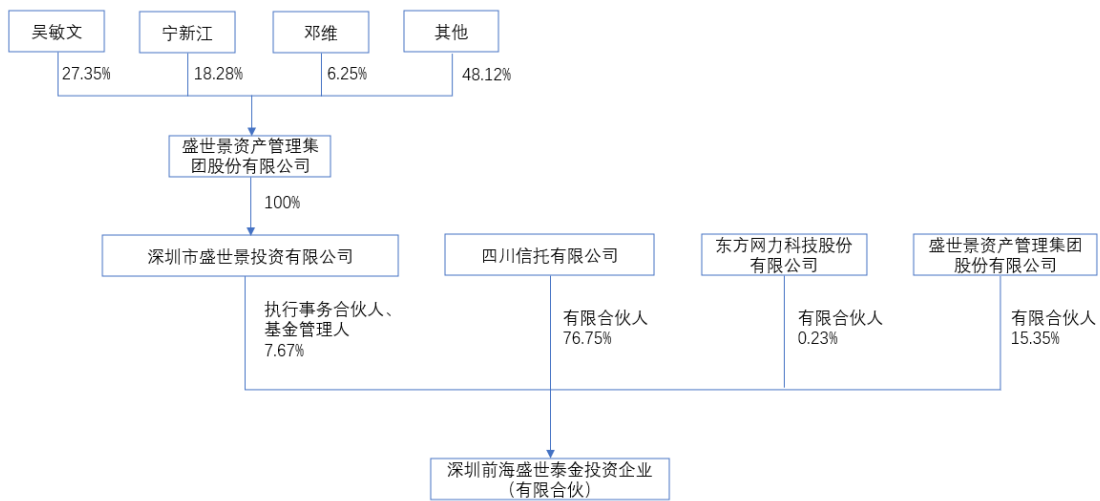 吴敏文
宁新江
邓维
其他
27.35%
18.28%
6.25%
48.12%
盛世景资产管理集
团股份有限公司
100%
深圳市盛世景投资有限公司
四川信托有限公司
东方网力科技股份
有限公司
盛世景资产管理集团
股份有限公司
执行事务合伙人、
基金管理人
7.67%
有限合伙人
76.75%
有限合伙人
0.23%
有限合伙人
15.35%
深圳前海盛世泰金投资企业
（有限合伙）